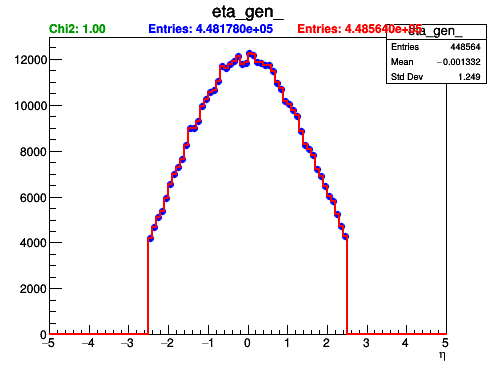 eta_gen_
Chi2: 1.00
Entries: 4.481780e+05
Entries: 4.485640e+05
eta_gen_
Entries 448564
Mean −0.001332
Std Dev 1.249
12000
10000
8000
6000
4000
2000
0
−5 −4 −3 −2 −1 0 1 2 3 4 5
η